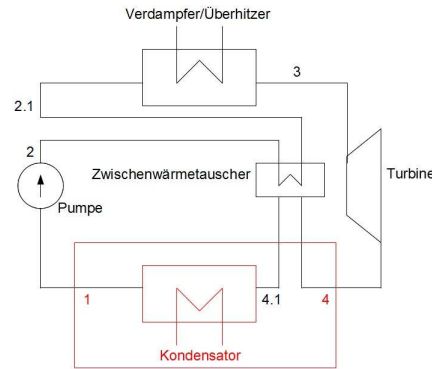 Verdampfer/Überhitzer
3
2.1
2
Zwischenwärmetauscher
Turbine
Pumpe
1
4.1
4
Kondensator